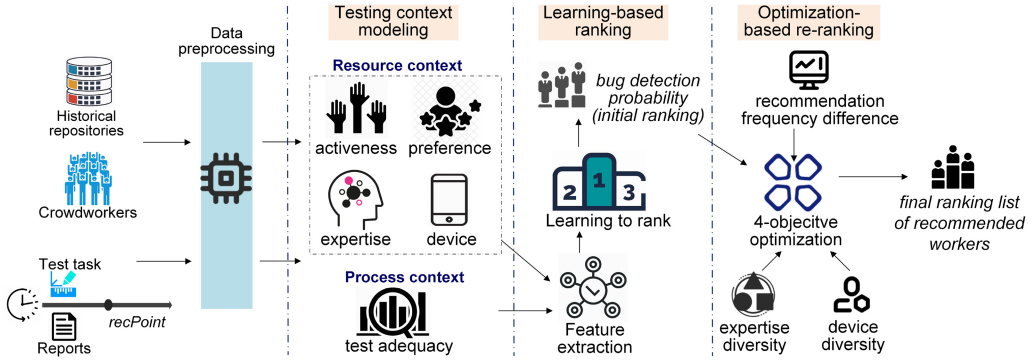 Historical
repositories
Crowdworkers
Test task
recPoint
Reports
Data
preprocessing
Testing context
modeling
Resource context
activeness
preference
expertise
device
Process context
test adequacy
Learning-based
ranking
bug detection
probability
(initial ranking)
2
1
3
Learning to rank
Feature
extraction
Optimization-
based re-ranking
recommendation
frequency difference
4-objecitve
optimization
expertise
diversity
device
diversity
final ranking list
of recommended
workers